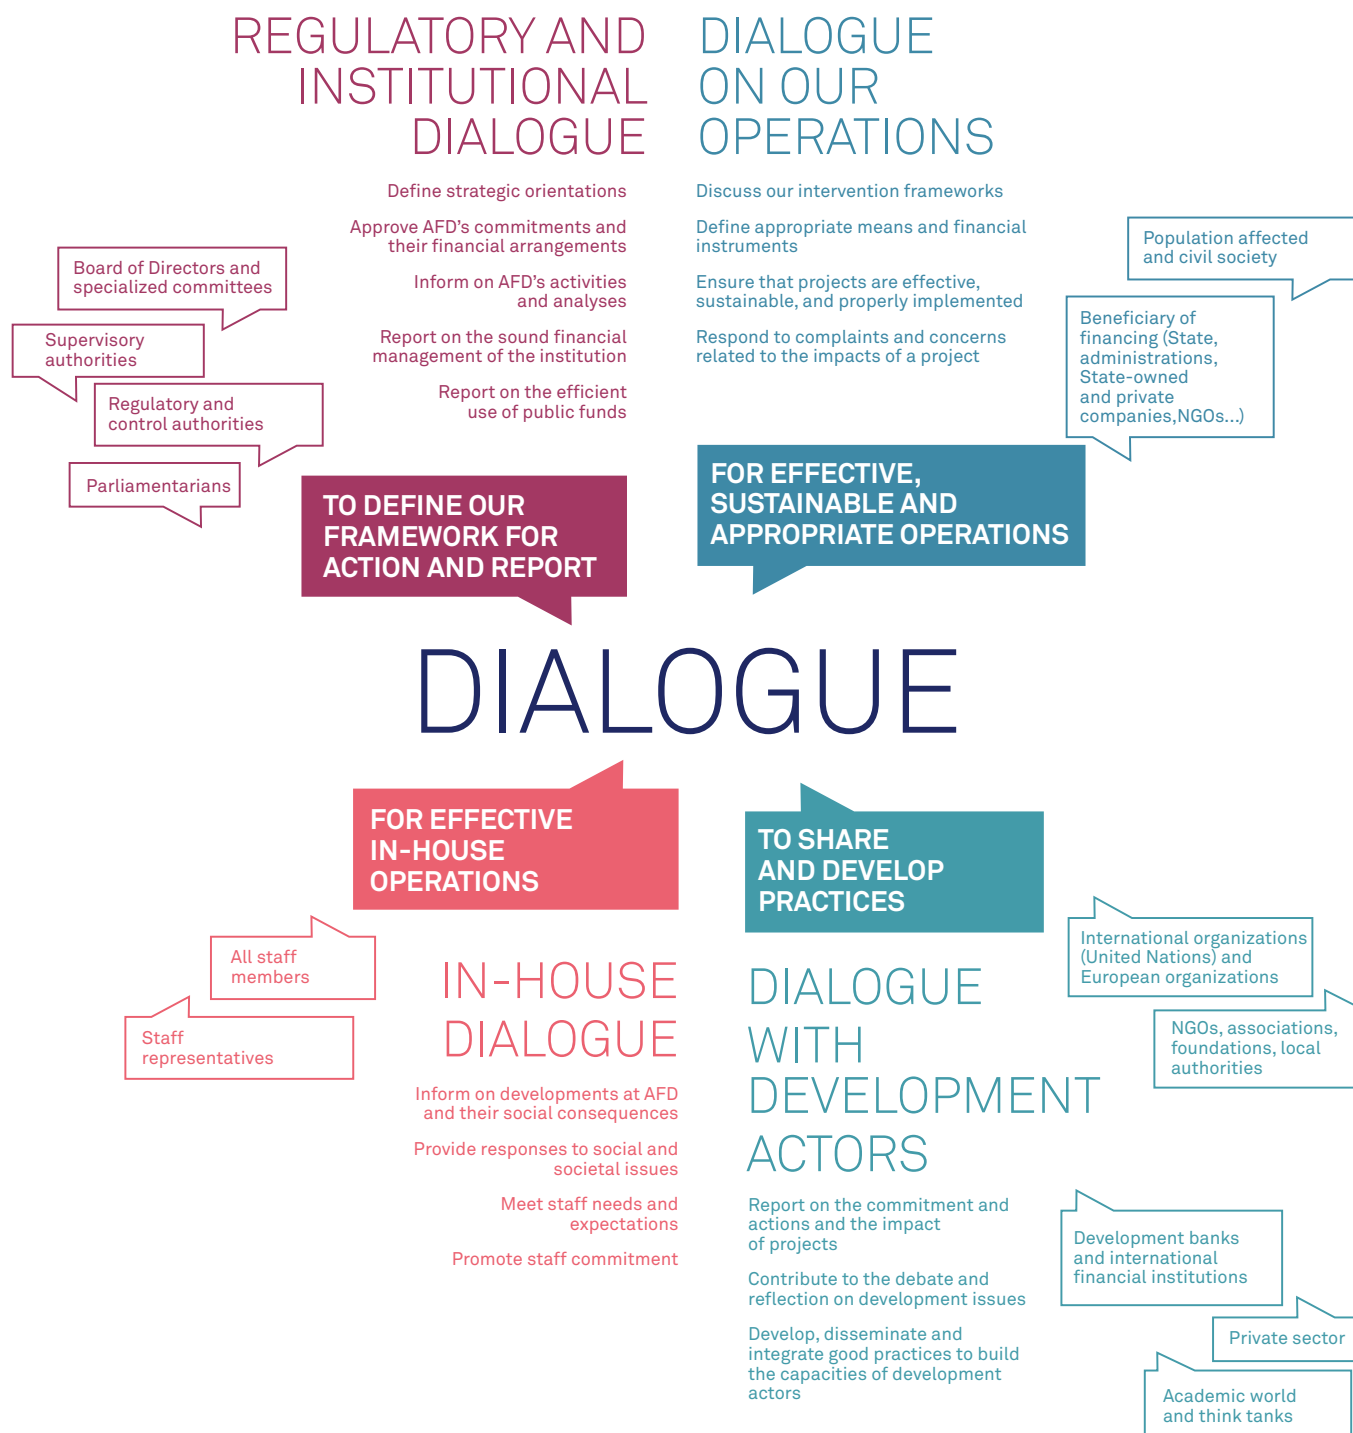 REGULATORY AND
INSTITUTIONAL
DIALOGUE
Define strategic orientations
Approve AFD's commitments and
their financial arrangements
Inform on AFD's activities
and analyses
Report on the sound financial
management of the institution
Report on the efficient
use of public funds
Board of Directors and
specialized committees
Supervisory
authorities
Regulatory and
control authorities
Parliamentarians
TO DEFINE OUR
FRAMEWORK FOR
ACTION AND REPORT
DIALOGUE
ON OUR
OPERATIONS
Discuss our intervention frameworks
Define appropriate means and financial
instruments
Ensure that projects are effective,
sustainable, and properly implemented
Respond to complaints and concerns
related to the impacts of a project
Population affected
and civil society
Beneficiary of
financing (State,
administrations,
State-owned
and private
companies,NGOs...)
FOR EFFECTIVE,
SUSTAINABLE AND
APPROPRIATE OPERATIONS
DIALOGUE
FOR EFFECTIVE
IN-HOUSE
OPERATIONS
All staff
members
Staff
representatives
IN-HOUSE
DIALOGUE
Inform on developments at AFD
and their social consequences
Provide responses to social and
societal issues
Meet staff needs and
expectations
Promote staff commitment
TO SHARE
AND DEVELOP
PRACTICES
DIALOGUE
WITH
DEVELOPMENT
ACTORS
Report on the commitment and
actions and the impact
of projects
Contribute to the debate and
reflection on development issues
Develop, disseminate and
integrate good practices to build
the capacities of development
actors
International organizations
(United Nations) and
European organizations
NGOs, associations,
foundations, local
authorities
Development banks
and international
financial institutions
Private sector
Academic world
and think tanks